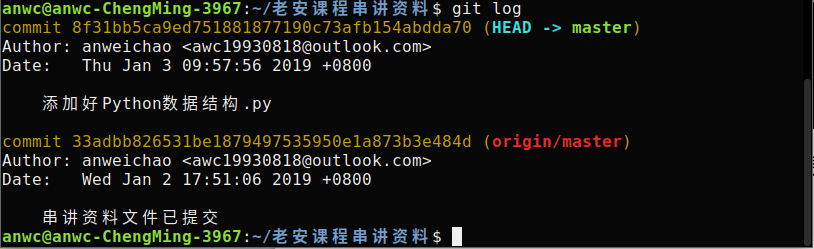 anwc@anwc-ChengMing-3967:~/老安课程串讲资料$ git log
commit 8f31bb5ca9ed751881877190c73afb154abdda70 (HEAD -> master)
Author: anweichao <awc19930818@outlook.com>
Date:   Thu Jan 3 09:57:56 2019 +0800
添加好Python数据结构.py
commit 33adbb826531be1879497535950e1a873b3e484d (origin/master)
Author: anweichao <awc19930818@outlook.com>
Date:   Wed Jan 2 17:51:06 2019 +0800
串讲资料文件已提交
anwc@anwc-ChengMing-3967:~/老安课程串讲资料$